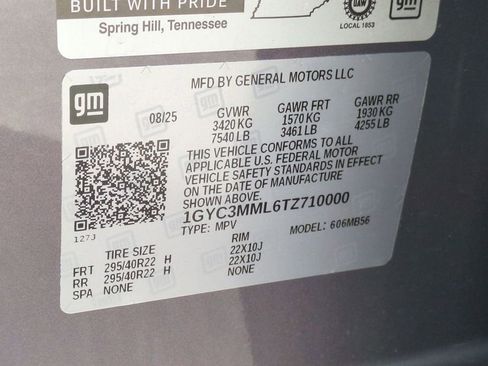 BUILT WITH PRIDE
Spring Hill, Tennessee
UAW
LOCAL 1853
gm
gm
MFD BY GENERAL MOTORS LLC
08/25 GVWR GAWR FRT GAWR RR
3420 KG 1570 KG 1930 KG
7540 LB 3461 LB 4255 LB
THIS VEHICLE CONFORMS TO ALL
APPLICABLE U.S. FEDERAL MOTOR
VEHICLE SAFETY STANDARDS IN EFFECT
ON THE DATE OF MANUFACTURE
SHOWN ABOVE.
1GYC3MML6TZ710000
TYPE: MPV MODEL: 606MB56
127J
TIRE SIZE RIM
FRT 295/40R22 H 22X10J
RR 295/40R22 H 22X10J
SPA NONE NONE